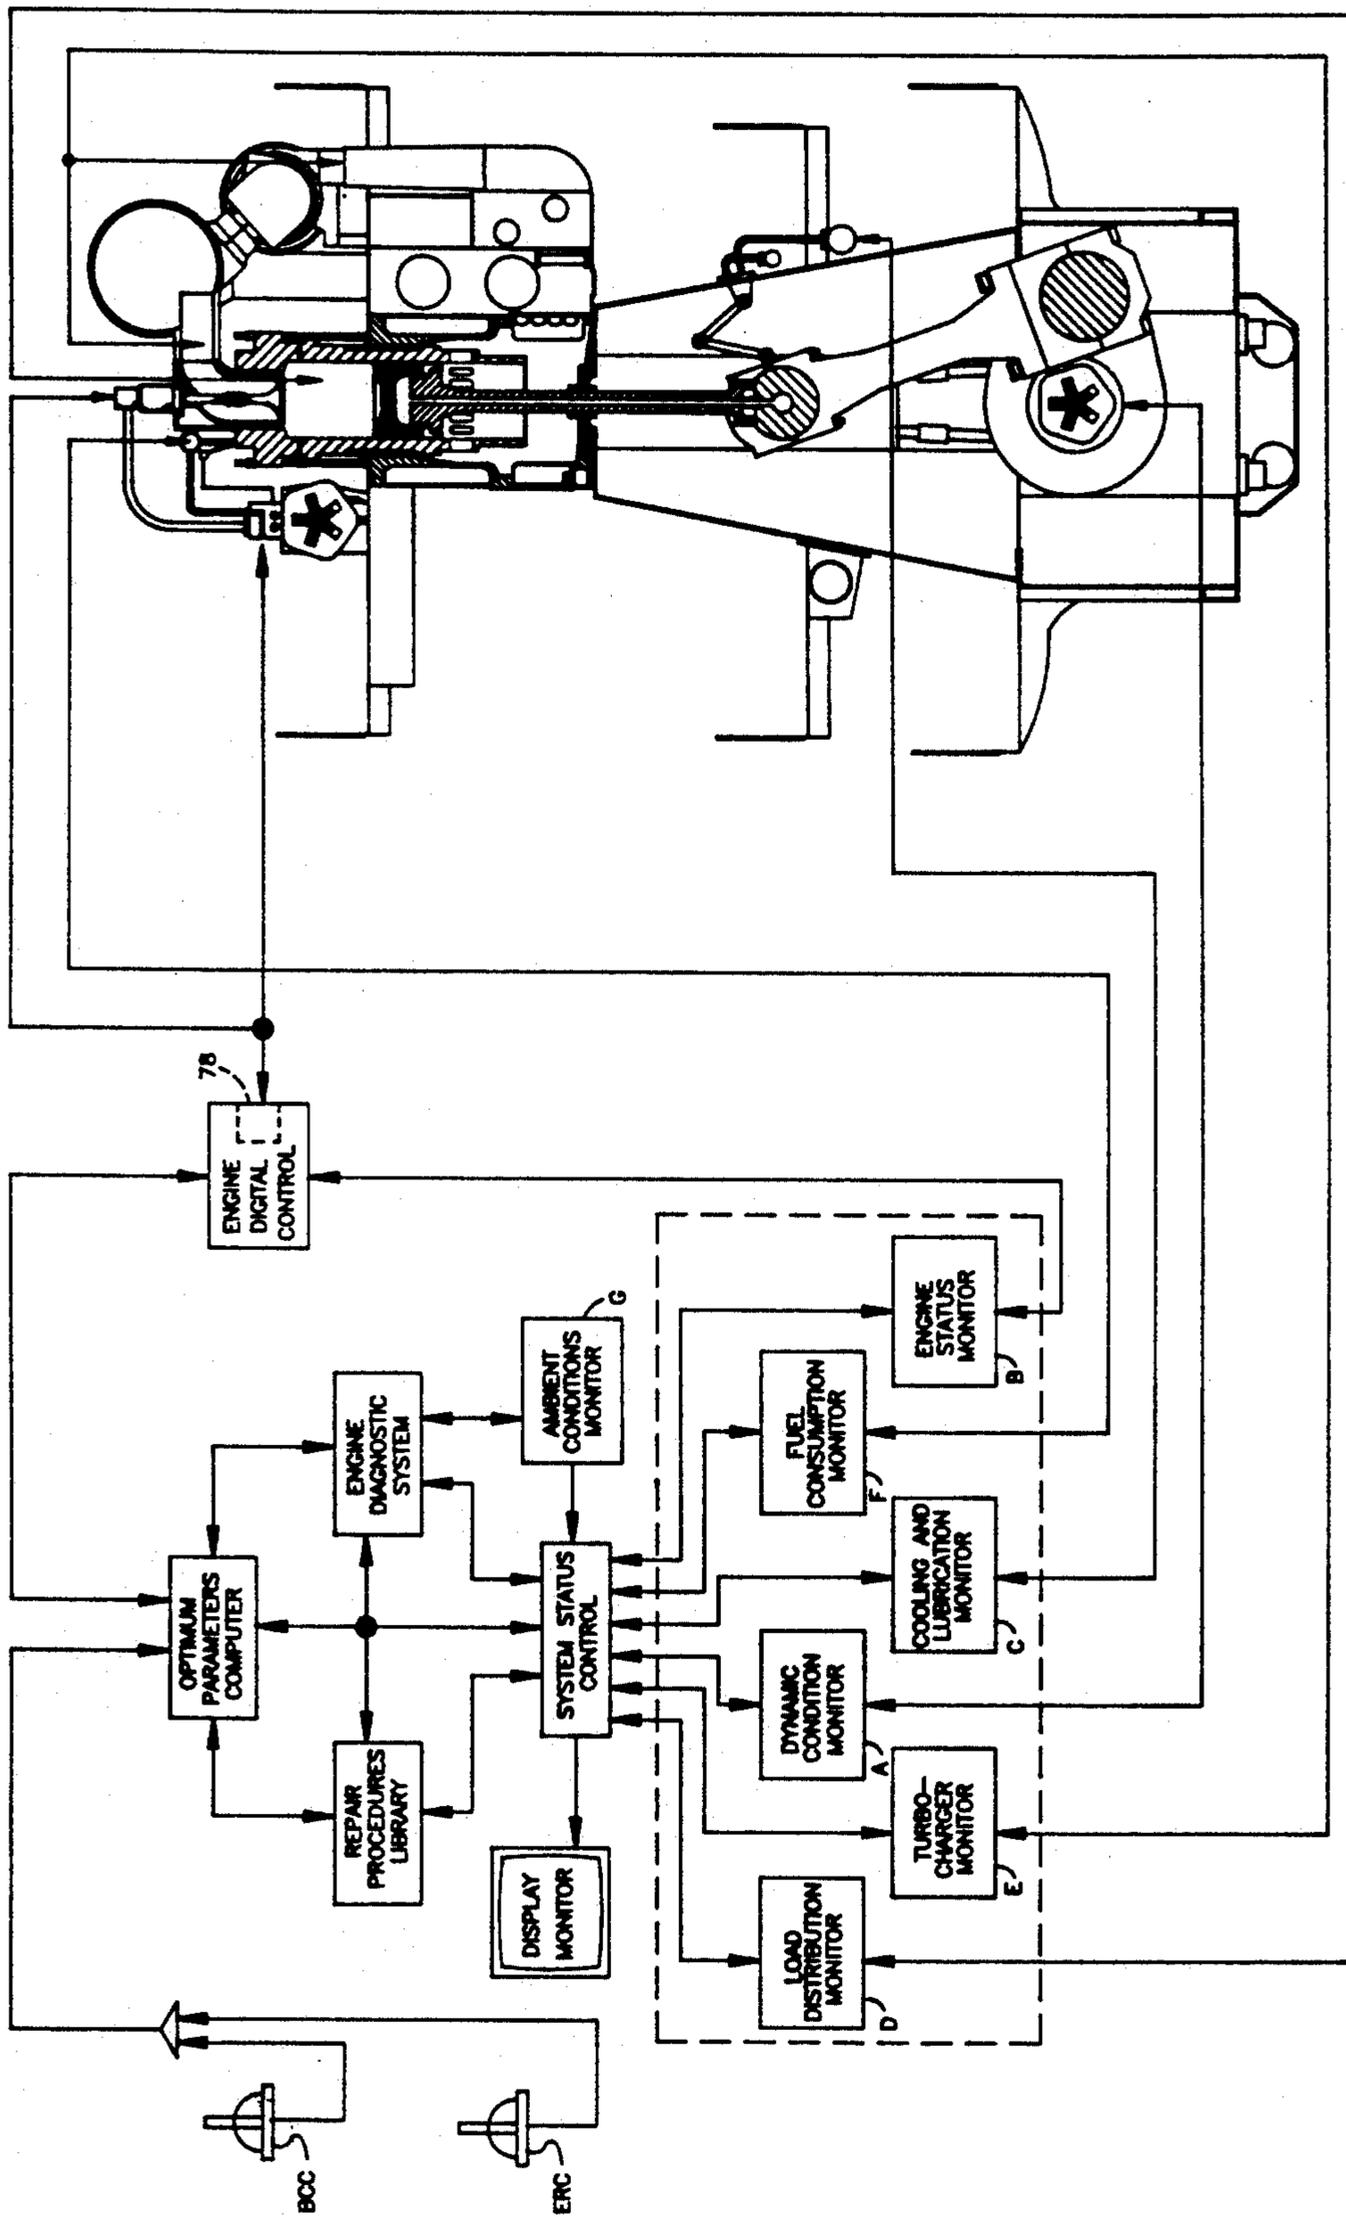 BCC
ERC
OPTIMUM
PARAMETERS
COMPUTER
REPAIR
PROCEDURES
LIBRARY
ENGINE
DIAGNOSTIC
SYSTEM
ENGINE
DIGITAL
CONTROL
78
DISPLAY
MONITOR
SYSTEM STATUS
CONTROL
AMBIENT
CONDITIONS
MONITOR
G
LOAD
DISTRIBUTION
MONITOR
D
DYNAMIC
CONDITION
MONITOR
A
FUEL
CONSUMPTION
MONITOR
F
TURBO—
CHARGER
MONITOR
E
COOLING AND
LUBRICATION
MONITOR
C
ENGINE
STATUS
MONITOR
B